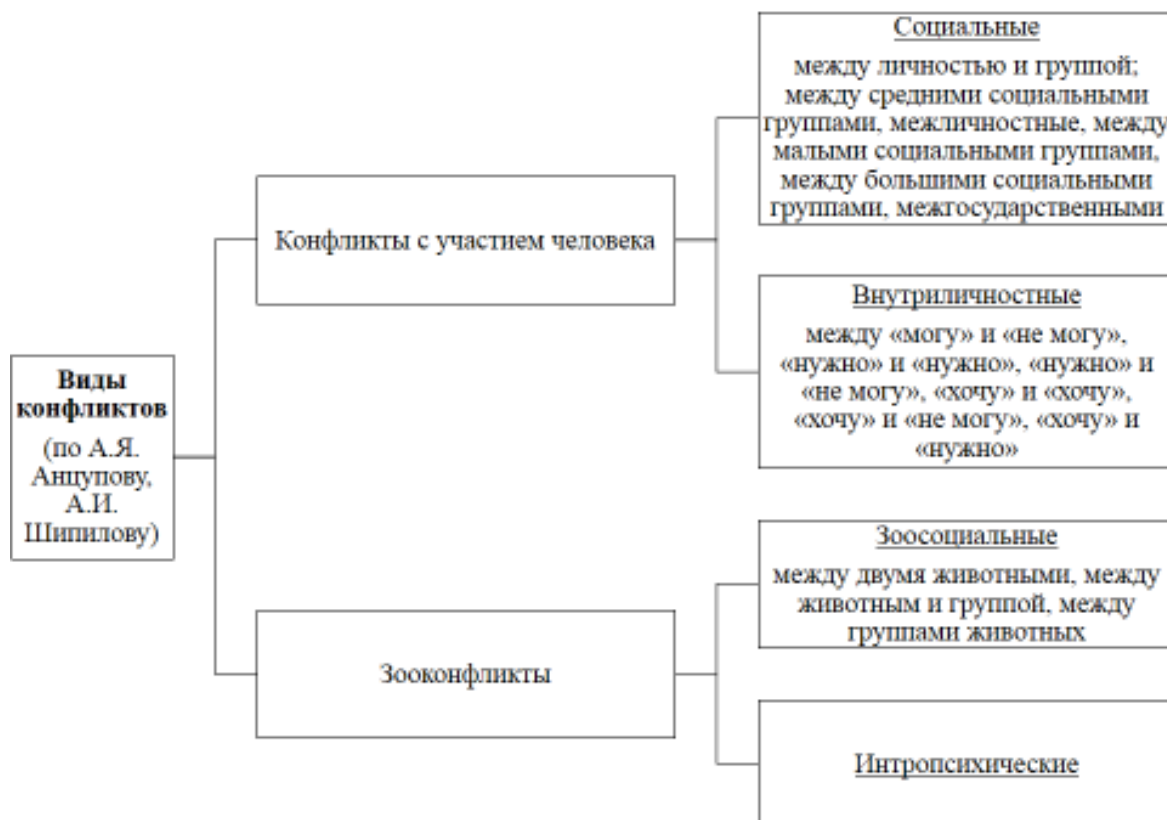 Социальные
между личностью и группой;
между средними социальными
группами, межличностные, между
малыми социальными группами,
между большими социальными
группами, межгосударственными
Конфликты с участием человека
Внутриличностные
между «могу» и «не могу»,
«нужно» и «нужно», «нужно» и
«не могу», «хочу» и «хочу»,
«хочу» и «не могу», «хочу» и
«нужно»
Виды
конфликтов
(по А.Я.
Анцупову,
А.И.
Шипилову)
Зоосоциальные
между двумя животными, между
животным и группой, между
группами животных
Зооконфликты
Интропсихические